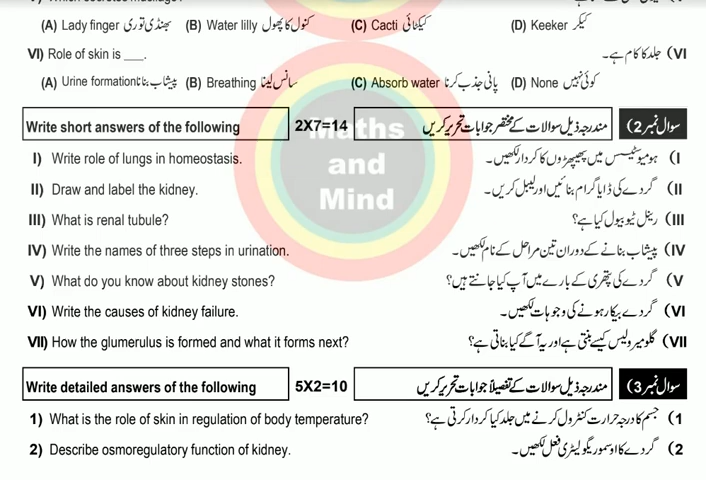 (A) Lady finger بھنڈی توری (B) Water lilly کنول کا پھول (C) Cacti کیکٹائی (D) Keeker کیکر
VI) Role of skin is ___. VI) جلد کا کام ہے۔
(A) Urine formation پیشاب بنانا (B) Breathing سانس لینا (C) Absorb water پانی جذب کرنا (D) None کوئی نہیں
Write short answers of the following 2X7=14 مندرجہ ذیل سوالات کے مختصر جوابات تحریر کریں سوال نمبر 2)
Maths and Mind
I) Write role of lungs in homeostasis. I) ہومیوٹیسس میں پھیپھڑوں کا کردار لکھیں۔
II) Draw and label the kidney. II) گردے کی ڈایاگرام بنائیں اور لیبل کریں۔
III) What is renal tubule? III) رینل ٹیوبیول کیا ہے؟
IV) Write the names of three steps in urination. IV) پیشاب بنانے کے دوران تین مراحل کے نام لکھیں۔
V) What do you know about kidney stones? V) گردے کی پتھری کے بارے میں آپ کیا جانتے ہیں؟
VI) Write the causes of kidney failure. VI) گردے بیکار ہونے کی وجوہات لکھیں۔
VII) How the glumerulus is formed and what it forms next? VII) گلومیرولیس کیسے بنتی ہے اور یہ آگے کیا بناتی ہے؟
Write detailed answers of the following 5X2=10 مندرجہ ذیل سوالات کے تفصیلاً جوابات تحریر کریں سوال نمبر 3)
1) What is the role of skin in regulation of body temperature? 1) جسم کا درجہ حرارت کنٹرول کرنے میں جلد کیا کردار کرتی ہے؟
2) Describe osmoregulatory function of kidney. 2) گردے کا اوسموریگولیٹری فعل لکھیں۔